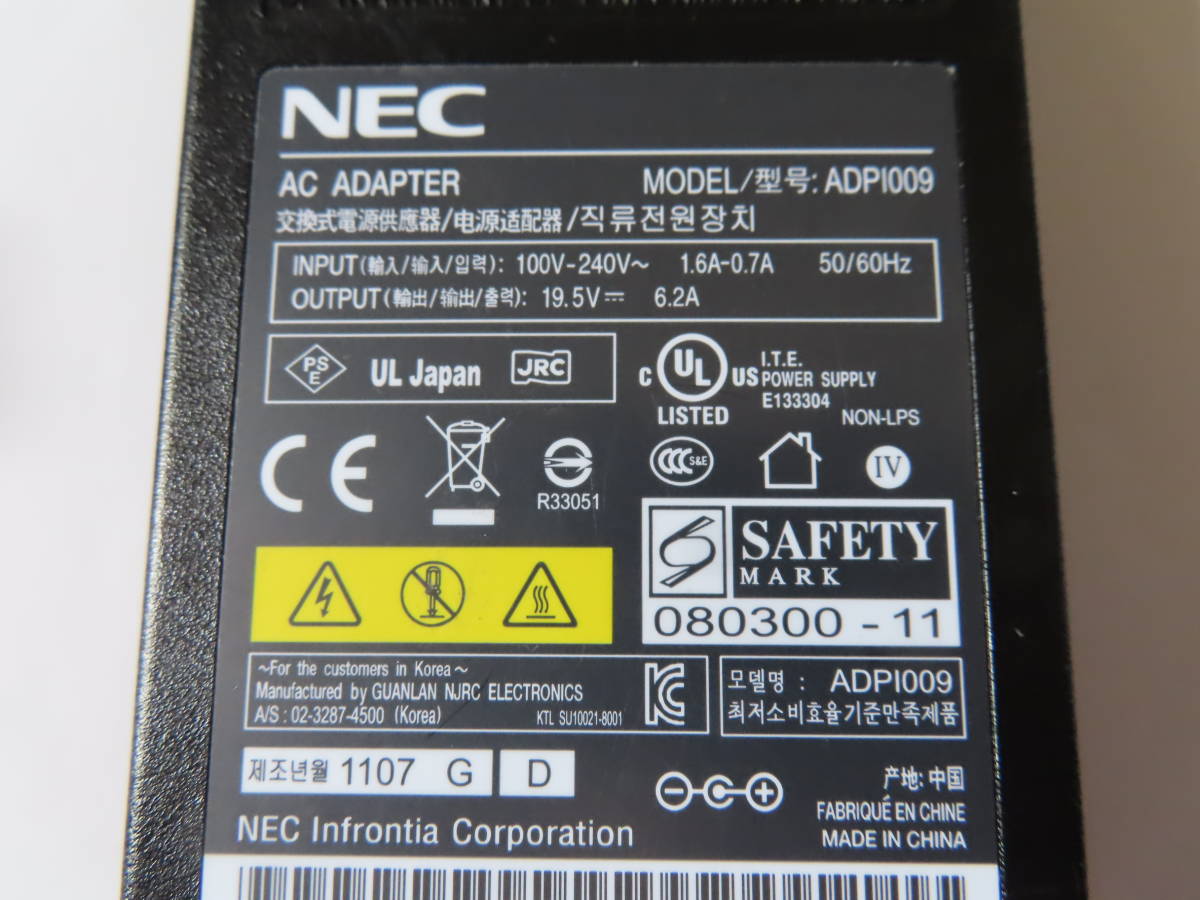 NEC
AC ADAPTER MODEL/型号: ADPI009
交換式電源供應器/电源适配器/직류전원장치
INPUT(輸入/输入/입력): 100V-240V~ 1.6A-0.7A 50/60Hz
OUTPUT(輸出/输出/출력): 19.5V⎓ 6.2A
PSE UL Japan JRC
C UL US LISTED
I.T.E.
POWER SUPPLY
E133304
NON-LPS
CE
R33051
CCC S&E
IV
SAFETY
MARK
080300-11
~For the customers in Korea~
Manufactured by GUANLAN NJRC ELECTRONICS
A/S: 02-3287-4500 (Korea) KTL SU10021-8001
KC
모델명: ADPI009
최저소비효율기준만족제품
제조년월 1107 G D
产地: 中国
FABRIQUÉ EN CHINE
MADE IN CHINA
NEC Infrontia Corporation